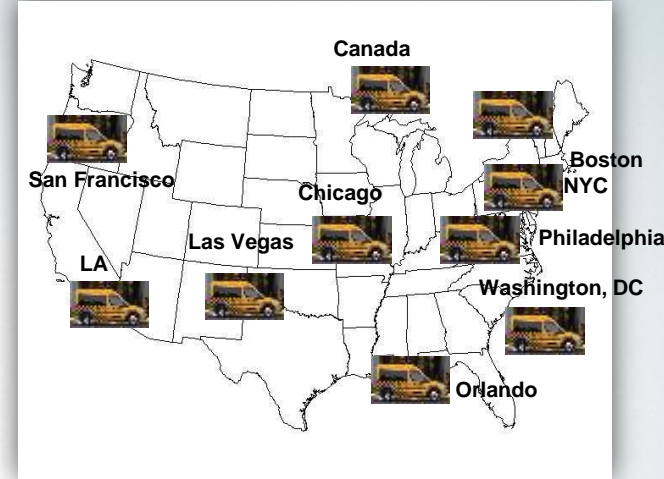 Canada
Boston
San Francisco
NYC
Chicago
Las Vegas
Philadelphia
LA
Washington, DC
Orlando